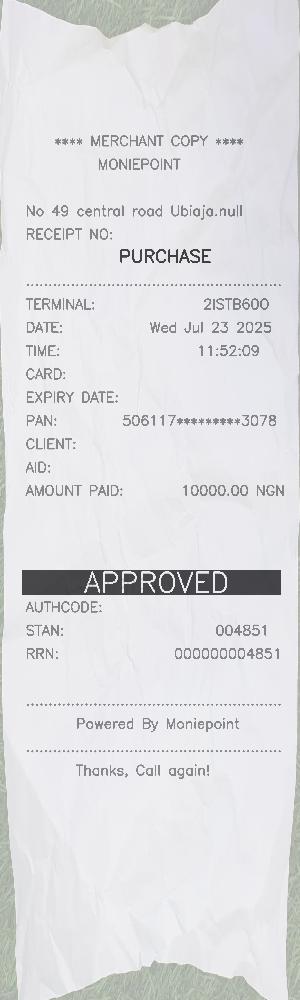 **** MERCHANT COPY ****
MONIEPOINT
No 49 central road Ubiaja.null
RECEIPT NO:
PURCHASE
TERMINAL: 2ISTB6OO
DATE: Wed Jul 23 2025
TIME: 11:52:09
CARD:
EXPIRY DATE:
PAN: 506117*********3078
CLIENT:
AID:
AMOUNT PAID: 10000.00 NGN
APPROVED
AUTHCODE:
STAN: 004851
RRN: 000000004851
Powered By Moniepoint
Thanks, Call again!